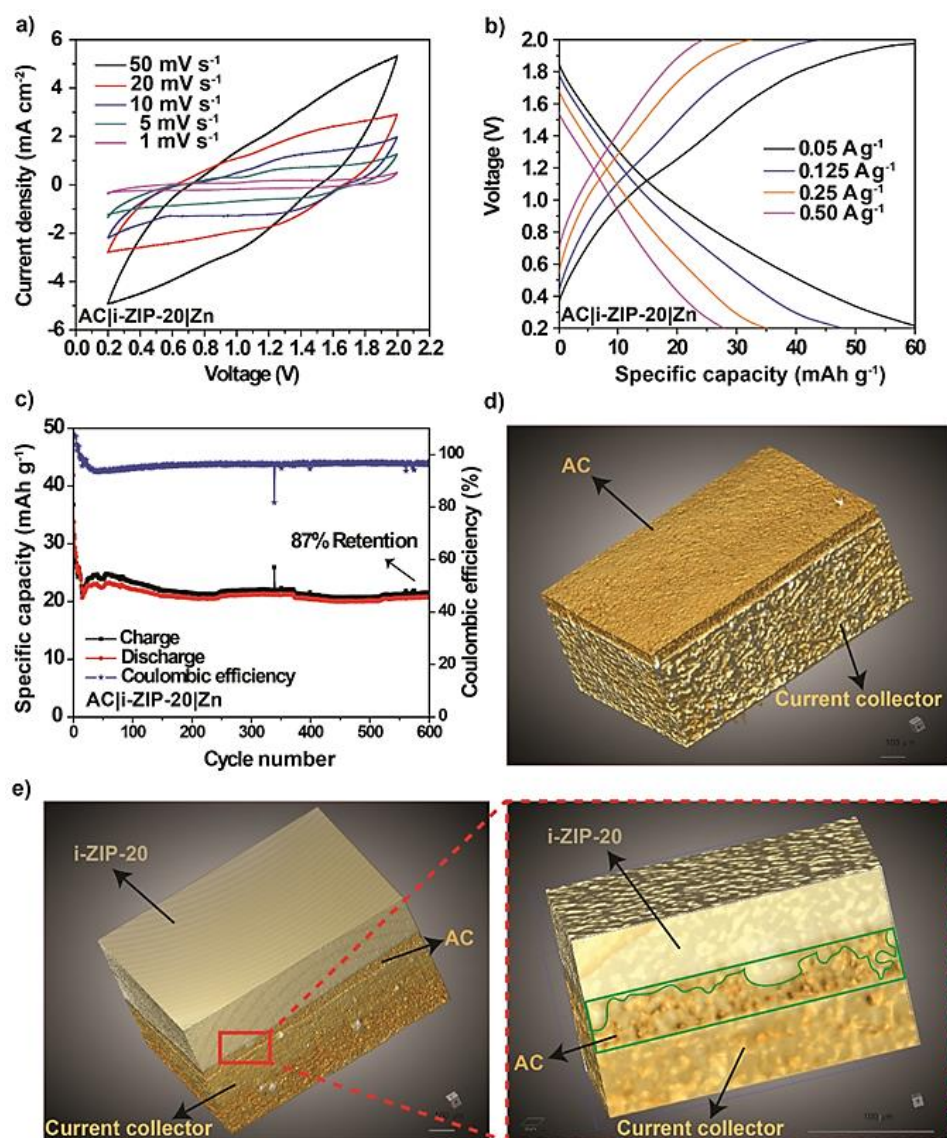 a)
6
4
2
0
-2
-4
-6
Current density (mA cm⁻²)
50 mV s⁻¹
20 mV s⁻¹
10 mV s⁻¹
5 mV s⁻¹
1 mV s⁻¹
AC|i-ZIP-20|Zn
0.0 0.2 0.4 0.6 0.8 1.0 1.2 1.4 1.6 1.8 2.0 2.2
Voltage (V)
b)
2.0
1.8
1.6
1.4
1.2
1.0
0.8
0.6
0.4
0.2
Voltage (V)
0.05 Ag⁻¹
0.125 Ag⁻¹
0.25 Ag⁻¹
0.50 Ag⁻¹
AC|i-ZIP-20|Zn
0 10 20 30 40 50 60
Specific capacity (mAh g⁻¹)
c)
50
40
30
20
10
0
Specific capacity (mAh g⁻¹)
100
80
60
40
20
0
Coulombic efficiency (%)
87% Retention
Charge
Discharge
Coulombic efficiency
AC|i-ZIP-20|Zn
0 100 200 300 400 500 600
Cycle number
d)
AC
Current collector
e)
i-ZIP-20
AC
Current collector
i-ZIP-20
AC
Current collector
100 μm